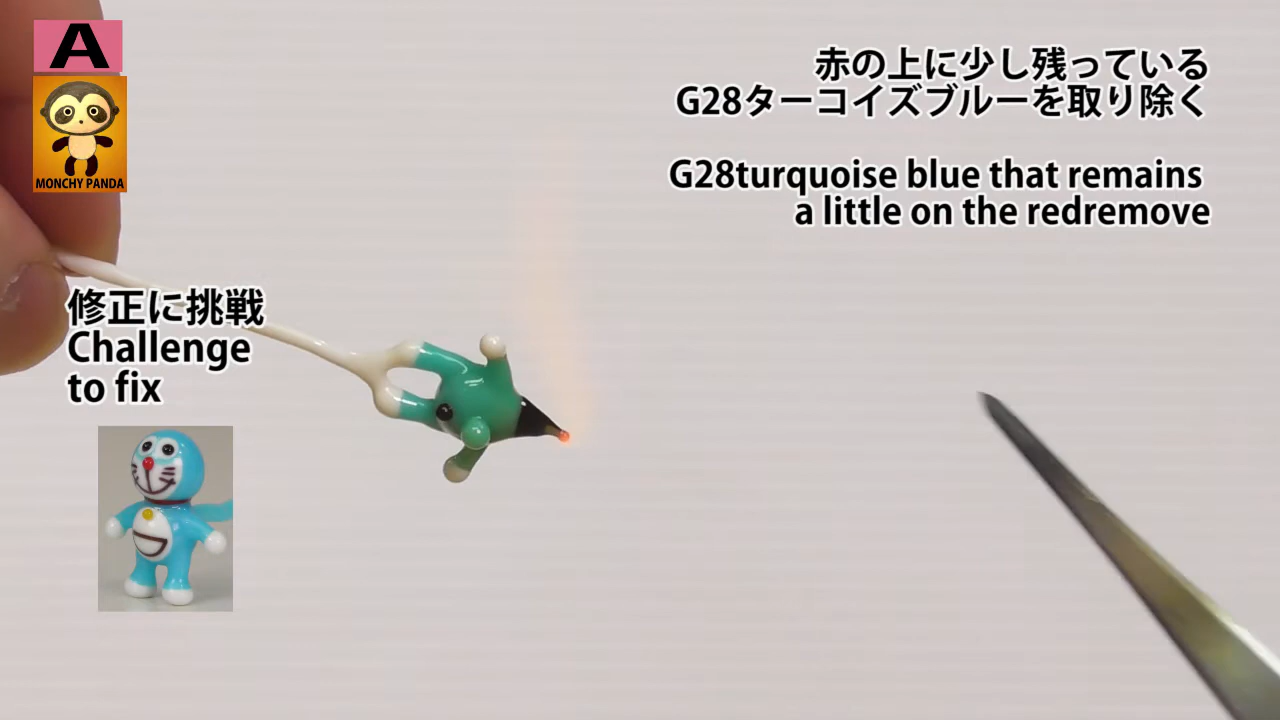 A
MONCHY PANDA
赤の上に少し残っている
G28ターコイズブルーを取り除く
G28turquoise blue that remains
a little on the redremove
修正に挑戦
Challenge
to fix